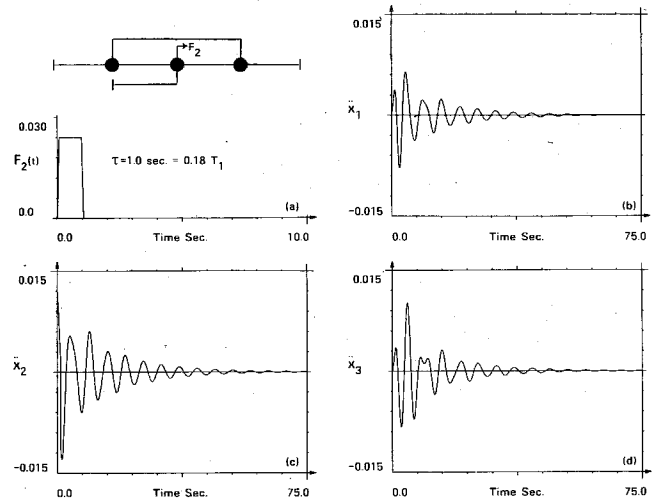 F₂
0.030
F₂(t)
τ=1.0 sec. = 0.18 T₁
0.0
(a)
0.0
Time Sec.
10.0
0.015
ẍ₁
(b)
-0.015
0.0
Time Sec.
75.0
0.015
ẍ₂
(c)
-0.015
0.0
Time Sec.
75.0
0.015
ẍ₃
(d)
-0.015
0.0
Time Sec.
75.0